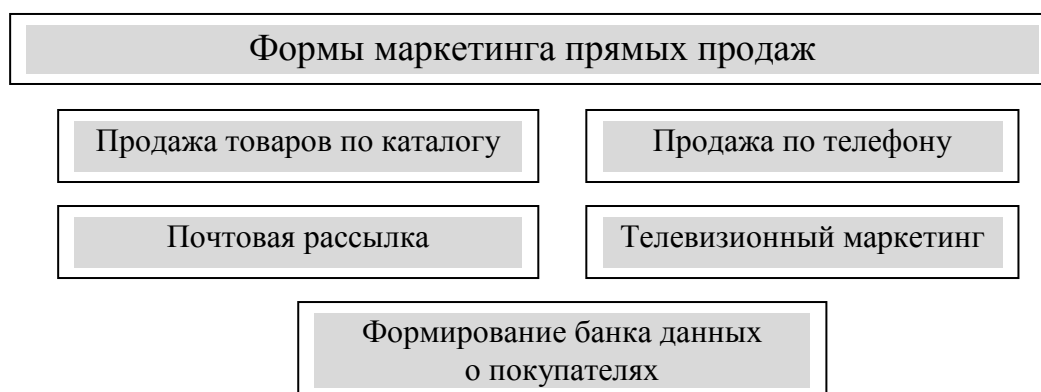 Формы маркетинга прямых продаж
Продажа товаров по каталогу
Продажа по телефону
Почтовая рассылка
Телевизионный маркетинг
Формирование банка данных
о покупателях